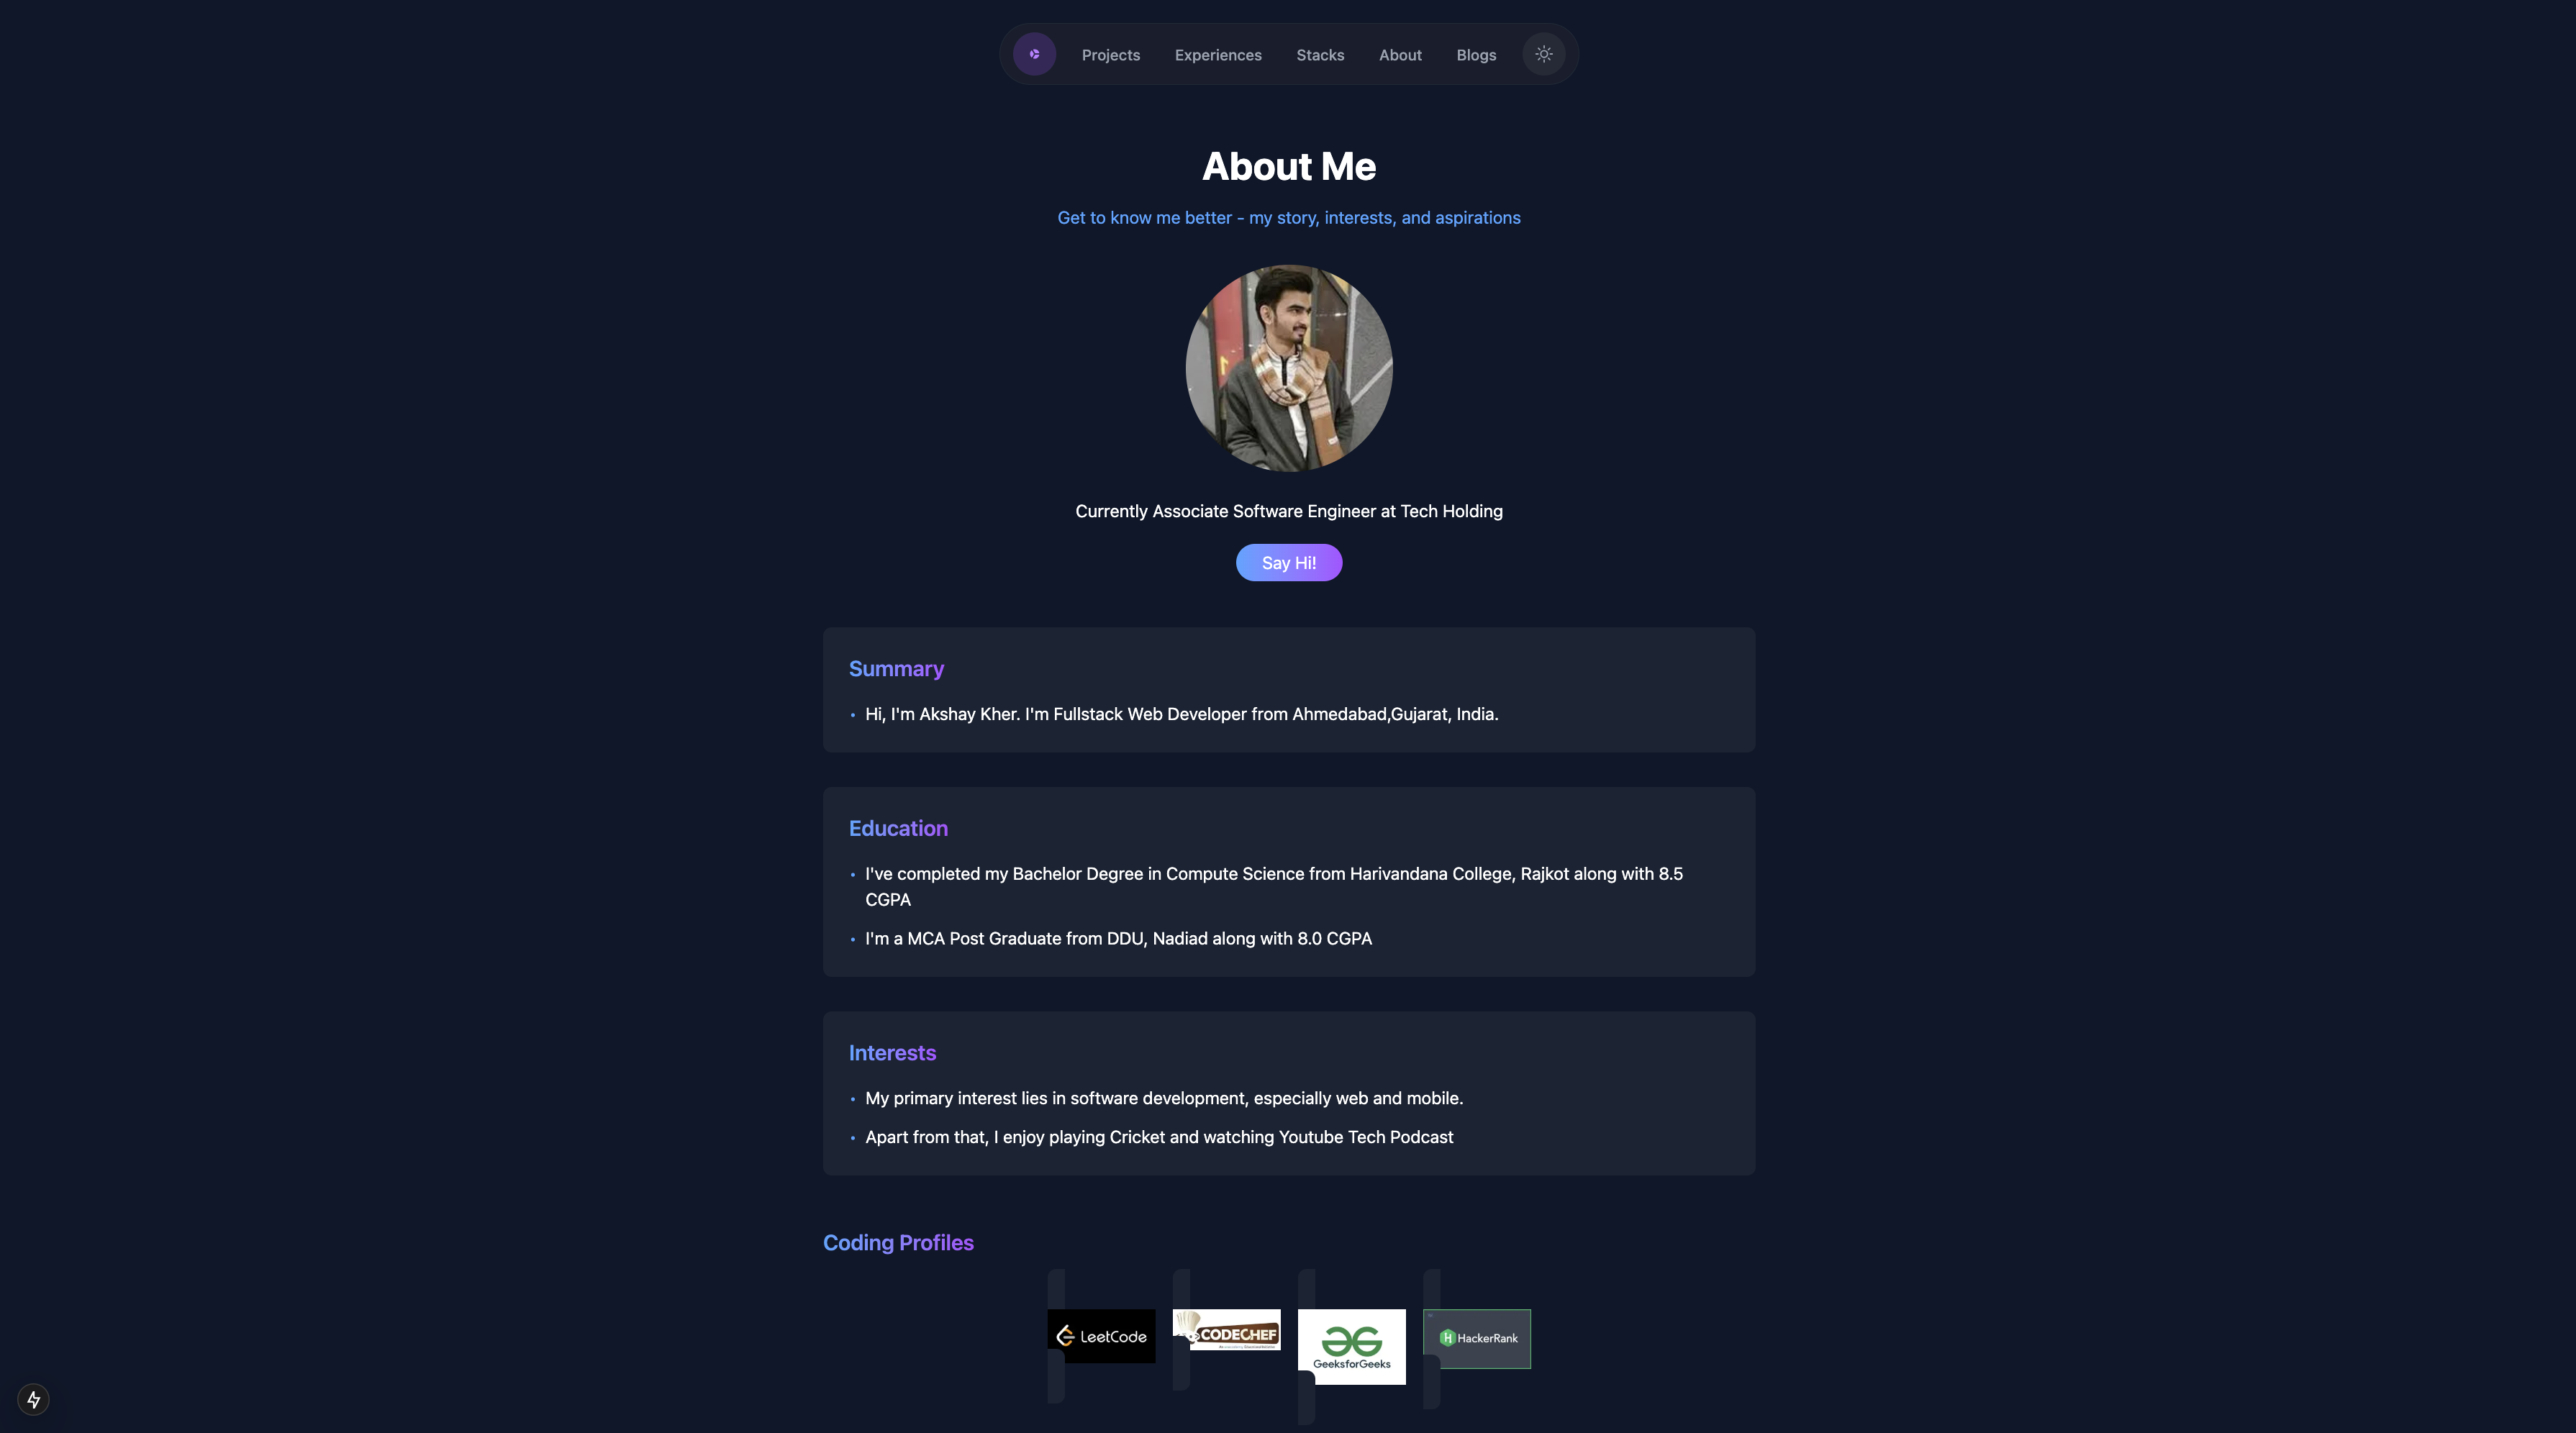 Projects Experiences Stacks About Blogs
About Me
Get to know me better - my story, interests, and aspirations
Currently Associate Software Engineer at Tech Holding
Say Hi!
Summary
• Hi, I'm Akshay Kher. I'm Fullstack Web Developer from Ahmedabad,Gujarat, India.
Education
• I've completed my Bachelor Degree in Compute Science from Harivandana College, Rajkot along with 8.5
CGPA
• I'm a MCA Post Graduate from DDU, Nadiad along with 8.0 CGPA
Interests
• My primary interest lies in software development, especially web and mobile.
• Apart from that, I enjoy playing Cricket and watching Youtube Tech Podcast
Coding Profiles
LeetCode
CODECHEF
GeeksforGeeks
H HackerRank